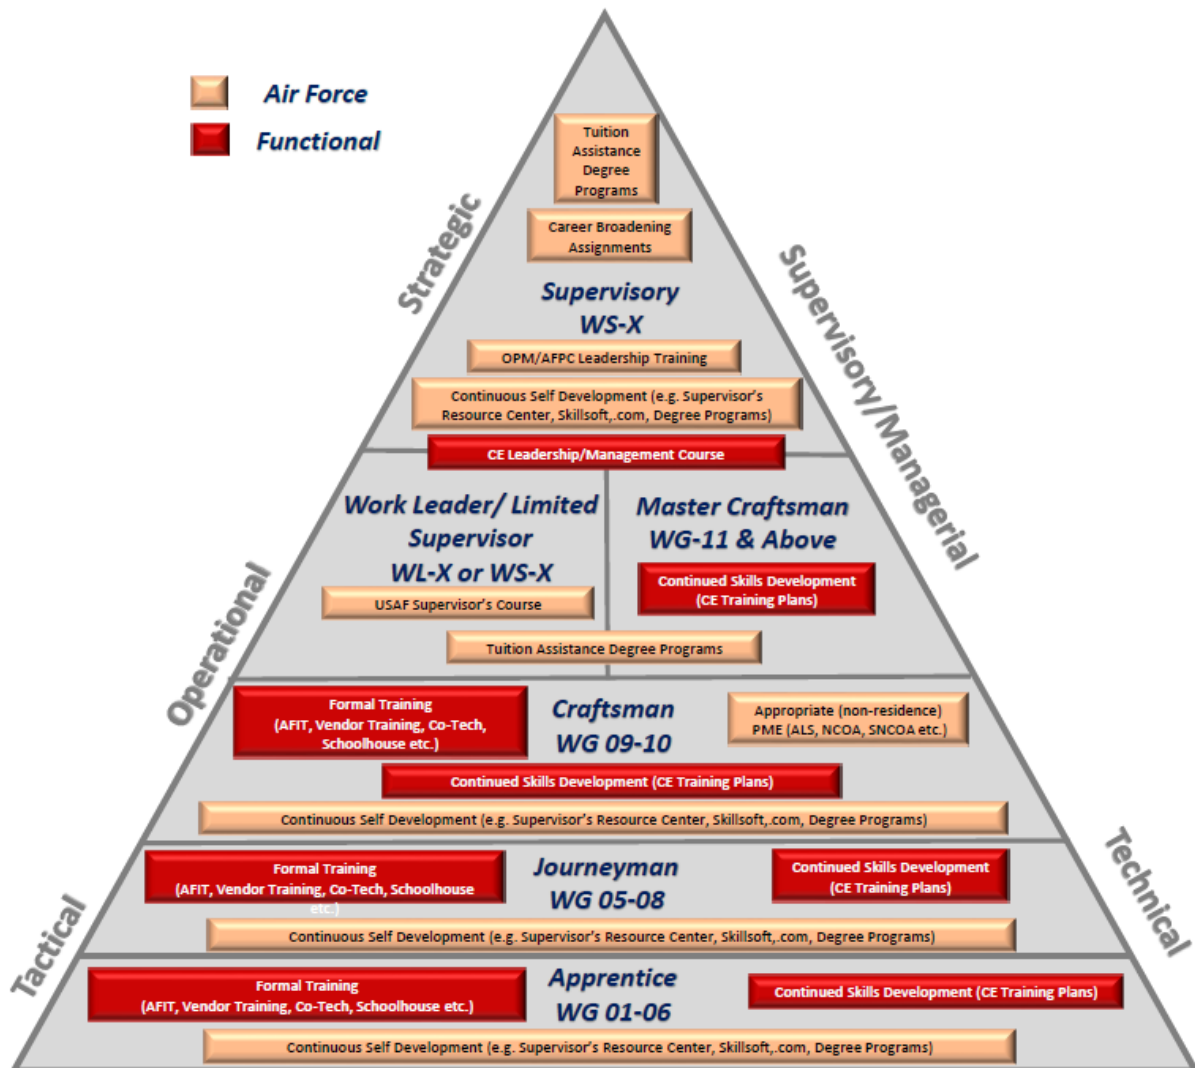 Air Force
Functional
Tuition
Assistance
Degree
Programs
Career Broadening
Assignments
Strategic
Supervisory/Managerial
Supervisory
WS-X
OPM/AFPC Leadership Training
Continuous Self Development (e.g. Supervisor's
Resource Center, Skillsoft,.com, Degree Programs)
CE Leadership/Management Course
Work Leader/ Limited
Supervisor
WL-X or WS-X
USAF Supervisor's Course
Master Craftsman
WG-11 & Above
Continued Skills Development
(CE Training Plans)
Tuition Assistance Degree Programs
Operational
Formal Training
(AFIT, Vendor Training, Co-Tech,
Schoolhouse etc.)
Craftsman
WG 09-10
Appropriate (non-residence)
PME (ALS, NCOA, SNCOA etc.)
Continued Skills Development (CE Training Plans)
Continuous Self Development (e.g. Supervisor's Resource Center, Skillsoft,.com, Degree Programs)
Formal Training
(AFIT, Vendor Training, Co-Tech, Schoolhouse
etc.)
Journeyman
WG 05-08
Continued Skills Development
(CE Training Plans)
Continuous Self Development (e.g. Supervisor's Resource Center, Skillsoft,.com, Degree Programs)
Tactical
Technical
Formal Training
(AFIT, Vendor Training, Co-Tech, Schoolhouse etc.)
Apprentice
WG 01-06
Continued Skills Development (CE Training Plans)
Continuous Self Development (e.g. Supervisor's Resource Center, Skillsoft,.com, Degree Programs)